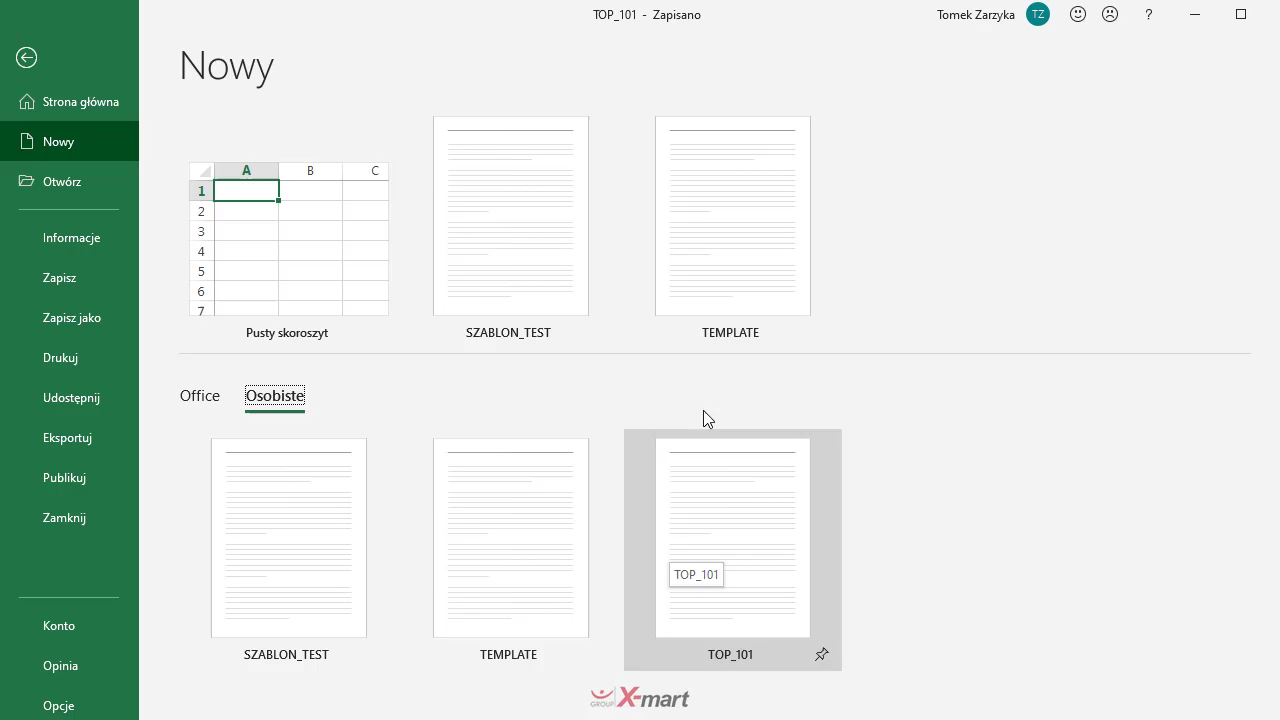 TOP_101 - Zapisano
Tomek Zarzyka
TZ
?
Strona główna
Nowy
Otwórz
Informacje
Zapisz
Zapisz jako
Drukuj
Udostępnij
Eksportuj
Publikuj
Zamknij
Konto
Opinia
Opcje
Nowy
A B C
1
2
3
4
5
6
7
Pusty skoroszyt
SZABLON_TEST
TEMPLATE
Office Osobiste
TOP_101
SZABLON_TEST
TEMPLATE
TOP_101
GROUP X-mart